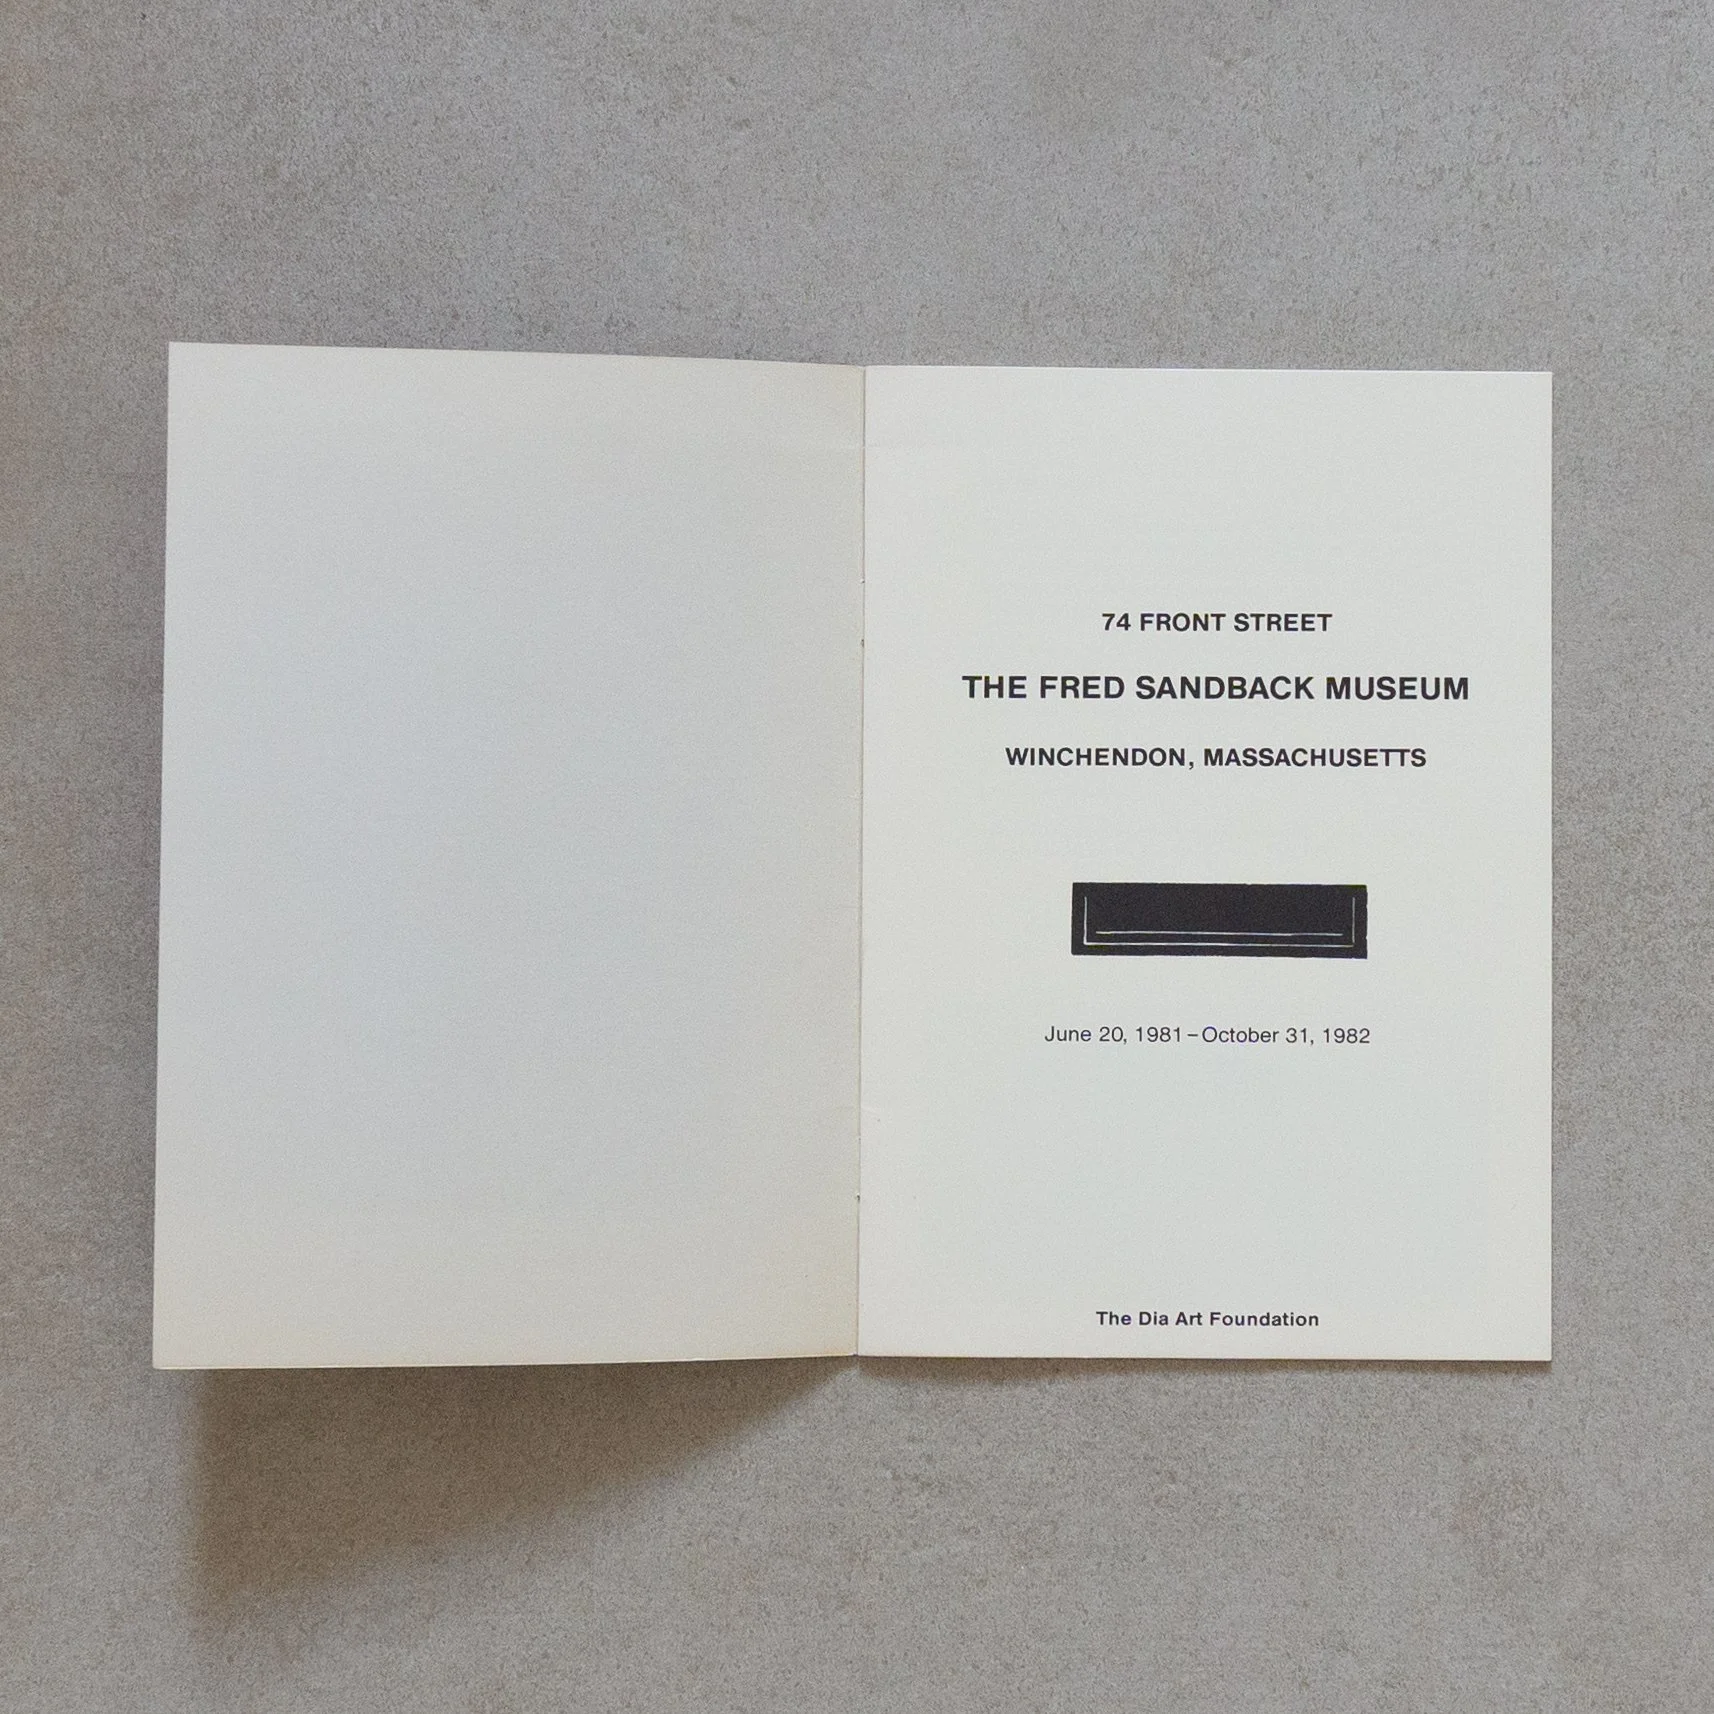 74 FRONT STREET
THE FRED SANDBACK MUSEUM
WINCHENDON, MASSACHUSETTS
June 20, 1981–October 31, 1982
The Dia Art Foundation